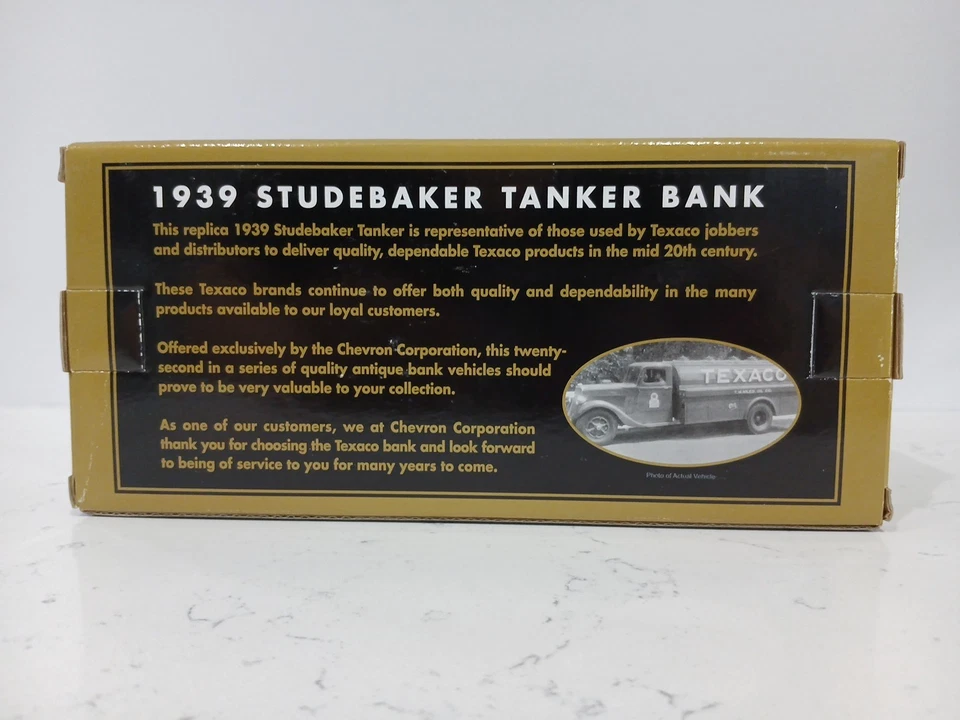 1939 STUDEBAKER TANKER BANK
This replica 1939 Studebaker Tanker is representative of those used by Texaco jobbers
and distributors to deliver quality, dependable Texaco products in the mid 20th century.
These Texaco brands continue to offer both quality and dependability in the many
products available to our loyal customers.
Offered exclusively by the Chevron Corporation, this twenty-
second in a series of quality antique bank vehicles should
prove to be very valuable to your collection.
As one of our customers, we at Chevron Corporation
thank you for choosing the Texaco bank and look forward
to being of service to you for many years to come.
TEXACO
Photo of Actual Vehicle